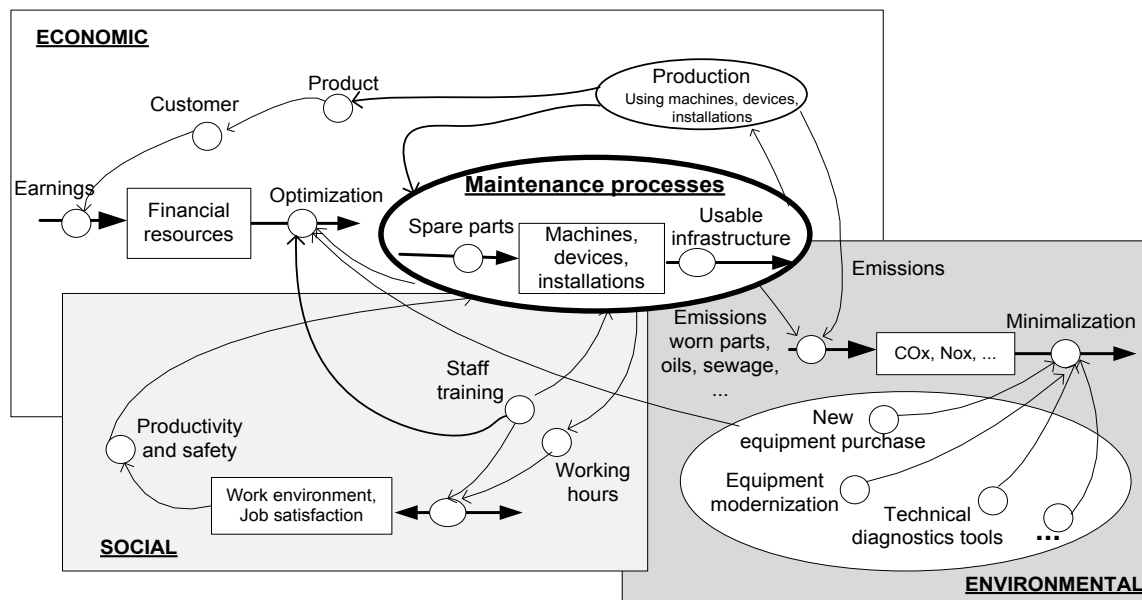 ECONOMIC
Production
Using machines, devices,
installations
Product
Customer
Earnings
Financial
resources
Optimization
Maintenance processes
Spare parts
Machines,
devices,
installations
Usable
infrastructure
Emissions
Emissions
worn parts,
oils, sewage,
...
COx, Nox, ...
Minimalization
Staff
training
Productivity
and safety
Working
hours
Work environment,
Job satisfaction
SOCIAL
New
equipment purchase
Equipment
modernization
Technical
diagnostics tools
...
ENVIRONMENTAL